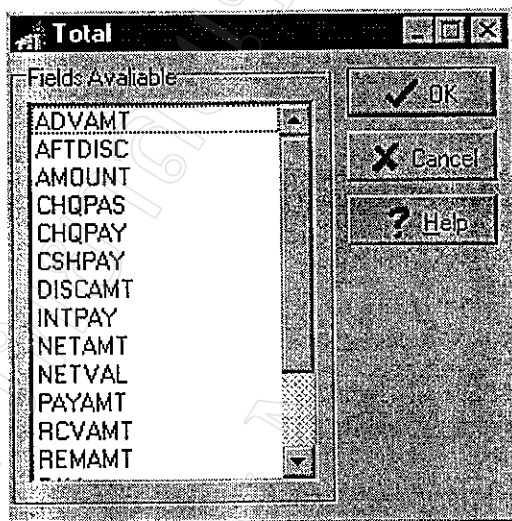 Total
Fields Avaliable
ADVAMT
AFTDISC
AMOUNT
CHQPAS
CHQPAY
CSHPAY
DISCAMT
INTPAY
NETAMT
NETVAL
PAYAMT
RCVAMT
REMAMT
OK
Cancel
Help